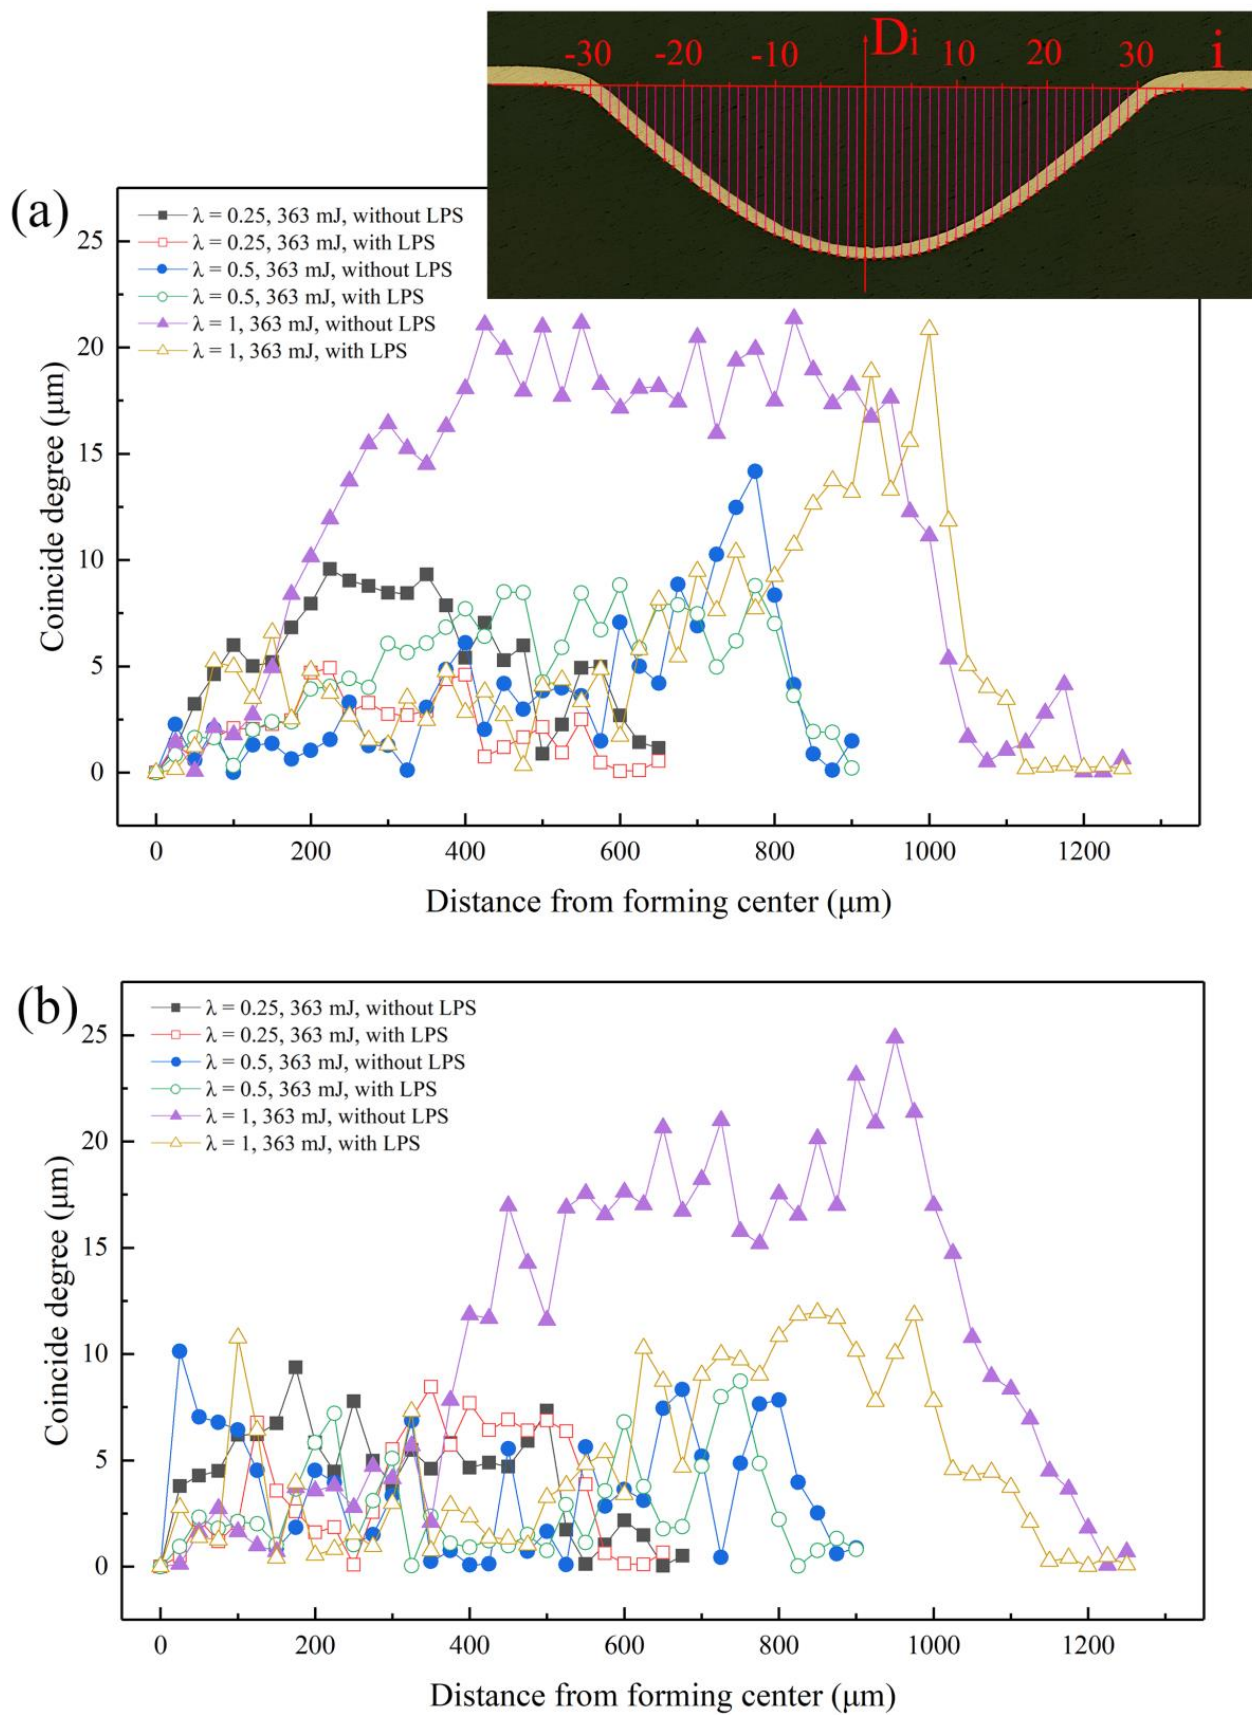 -30 -20 -10 Di 10 20 30 i
(a)
λ = 0.25, 363 mJ, without LPS
λ = 0.25, 363 mJ, with LPS
λ = 0.5, 363 mJ, without LPS
λ = 0.5, 363 mJ, with LPS
λ = 1, 363 mJ, without LPS
λ = 1, 363 mJ, with LPS
25
20
15
10
5
0
Coincide degree (μm)
0 200 400 600 800 1000 1200
Distance from forming center (μm)
(b)
λ = 0.25, 363 mJ, without LPS
λ = 0.25, 363 mJ, with LPS
λ = 0.5, 363 mJ, without LPS
λ = 0.5, 363 mJ, with LPS
λ = 1, 363 mJ, without LPS
λ = 1, 363 mJ, with LPS
25
20
15
10
5
0
Coincide degree (μm)
0 200 400 600 800 1000 1200
Distance from forming center (μm)